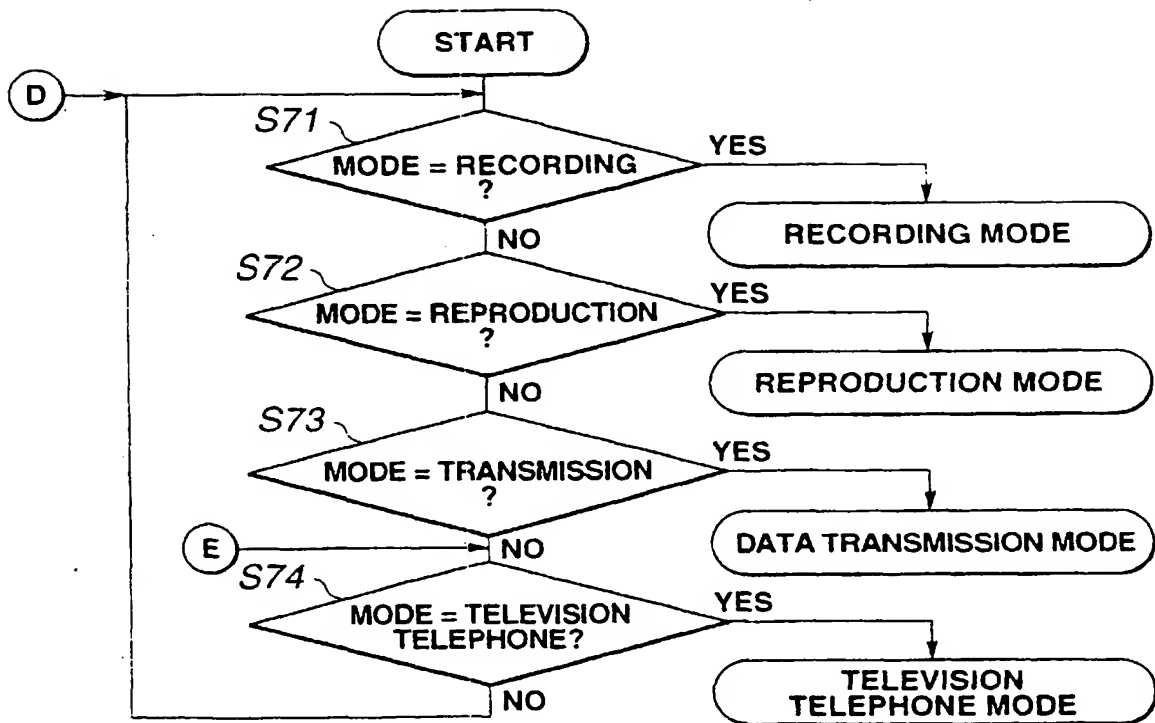 START
D
S71
MODE = RECORDING
?
YES
RECORDING MODE
NO
S72
MODE = REPRODUCTION
?
YES
REPRODUCTION MODE
NO
S73
MODE = TRANSMISSION
?
YES
DATA TRANSMISSION MODE
E
NO
S74
MODE = TELEVISION
TELEPHONE?
YES
TELEVISION
TELEPHONE MODE
NO